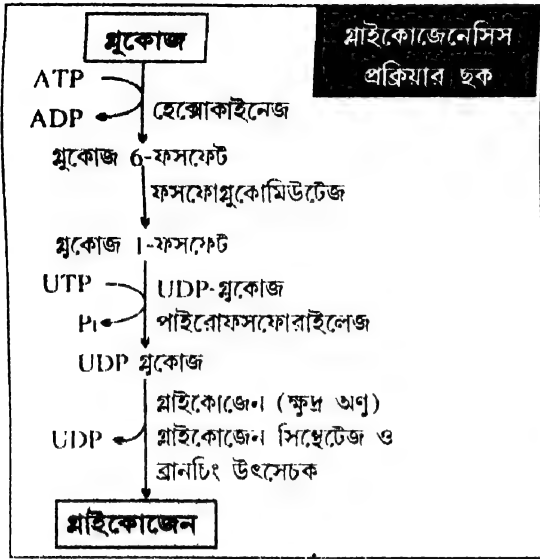 গ্লাইকোজেনেসিস
প্রক্রিয়ার ছক
গ্লুকোজ
ATP
ADP
হেক্সোকাইনেজ
গ্লুকোজ 6-ফসফেট
ফসফোগ্লুকোমিউটেজ
গ্লুকোজ 1-ফসফেট
UTP
UDP-গ্লুকোজ
Pi
পাইরোফসফোরাইলেজ
UDP গ্লুকোজ
গ্লাইকোজেন (ক্ষুদ্র অণু)
UDP
গ্লাইকোজেন সিন্থেটেজ ও
ব্রানচিং উৎসেচক
গ্লাইকোজেন